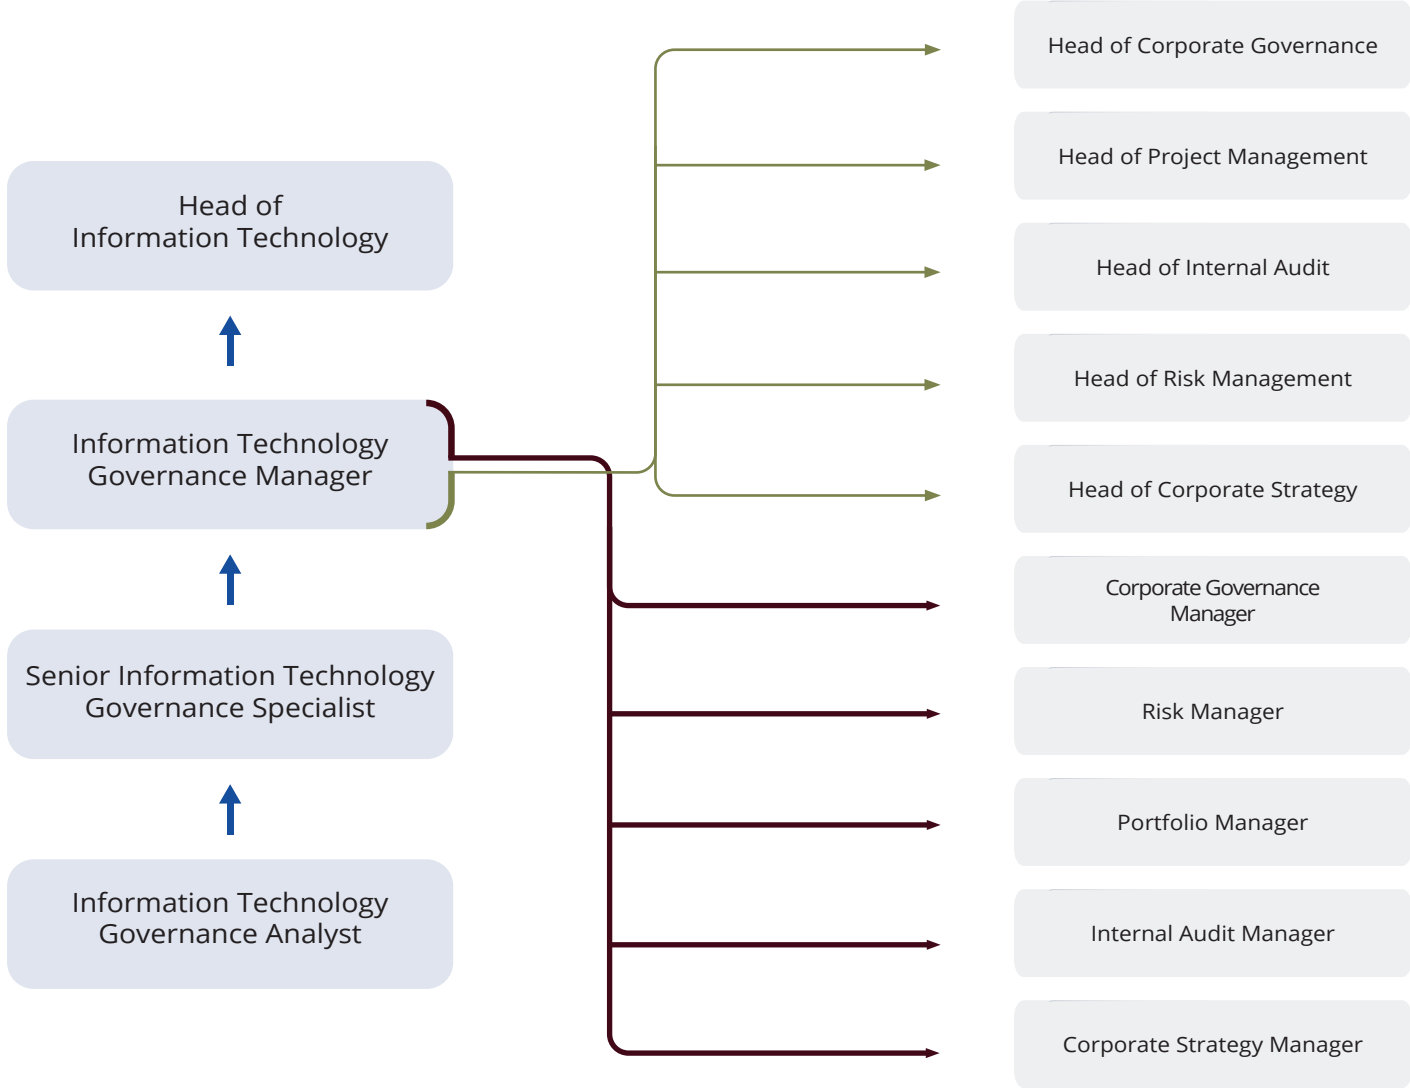 Head of
Information Technology
Information Technology
Governance Manager
Senior Information Technology
Governance Specialist
Information Technology
Governance Analyst
Head of Corporate Governance
Head of Project Management
Head of Internal Audit
Head of Risk Management
Head of Corporate Strategy
Corporate Governance
Manager
Risk Manager
Portfolio Manager
Internal Audit Manager
Corporate Strategy Manager